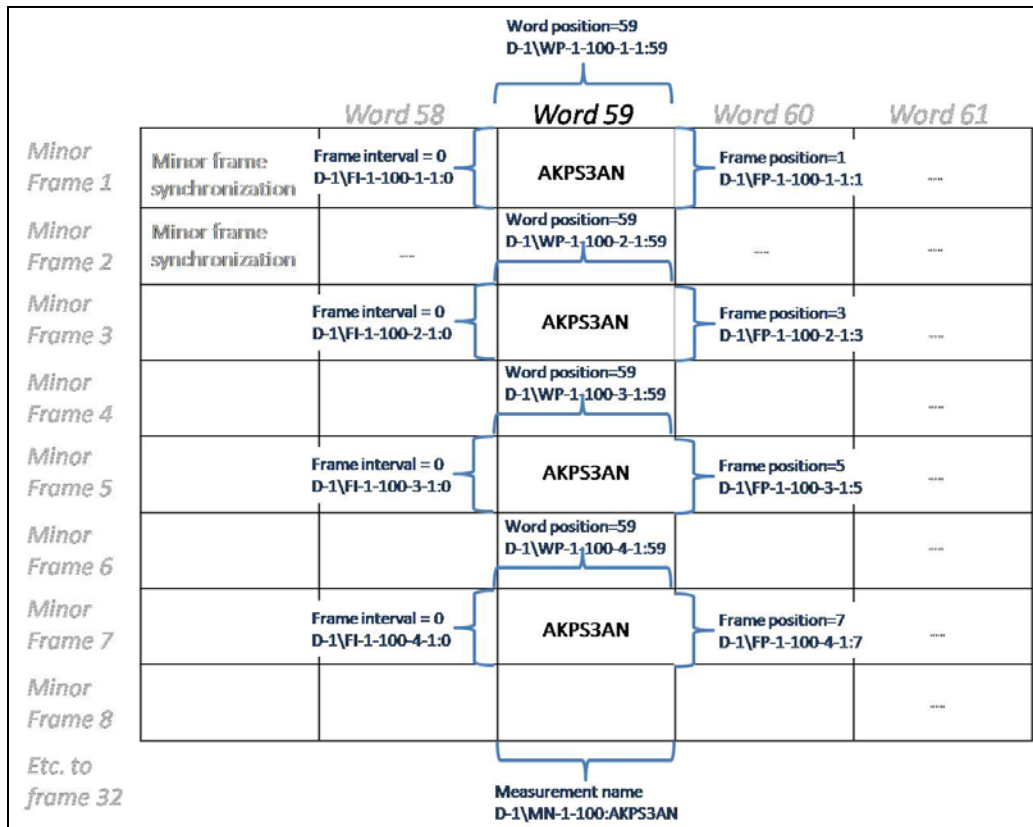 Word position=59
D-1\WP-1-100-1-1:59
Word 58 Word 59 Word 60 Word 61
Minor
Frame 1
Minor frame
synchronization
Frame interval = 0
D-1\FI-1-100-1-1:0
AKPS3AN
Frame position=1
D-1\FP-1-100-1-1:1
.....
Minor
Frame 2
Minor frame
synchronization
.....
Word position=59
D-1\WP-1-100-2-1:59
.....
.....
Minor
Frame 3
Frame interval = 0
D-1\FI-1-100-2-1:0
AKPS3AN
Frame position=3
D-1\FP-1-100-2-1:3
.....
Minor
Frame 4
Word position=59
D-1\WP-1-100-3-1:59
.....
Minor
Frame 5
Frame interval = 0
D-1\FI-1-100-3-1:0
AKPS3AN
Frame position=5
D-1\FP-1-100-3-1:5
.....
Minor
Frame 6
Word position=59
D-1\WP-1-100-4-1:59
.....
Minor
Frame 7
Frame interval = 0
D-1\FI-1-100-4-1:0
AKPS3AN
Frame position=7
D-1\FP-1-100-4-1:7
.....
Minor
Frame 8
.....
Etc. to
frame 32
Measurement name
D-1\MN-1-100:AKPS3AN